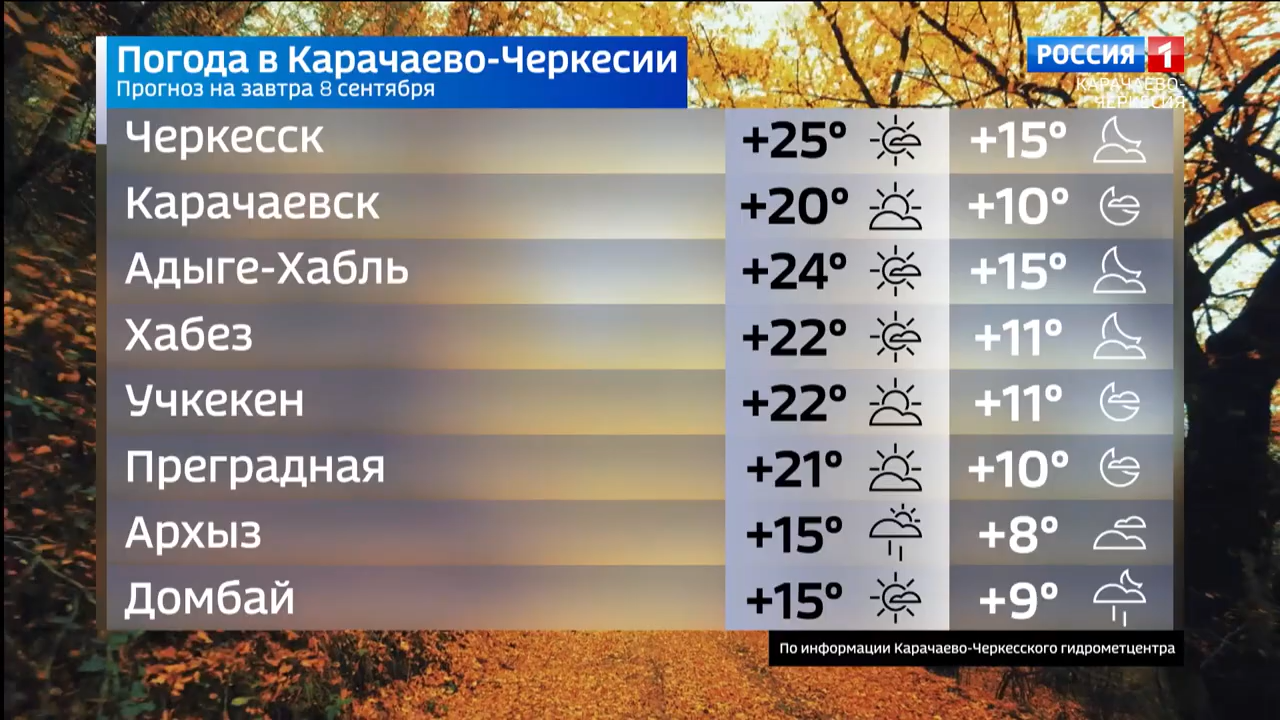 Погода в Карачаево-Черкесии
Прогноз на завтра 8 сентября
РОССИЯ 1
КАРАЧАЕВО-
ЧЕРКЕСИЯ
Черкесск +25° +15°
Карачаевск +20° +10°
Адыге-Хабль +24° +15°
Хабез +22° +11°
Учкекен +22° +11°
Преградная +21° +10°
Архыз +15° +8°
Домбай +15° +9°
По информации Карачаево-Черкесского гидрометцентра